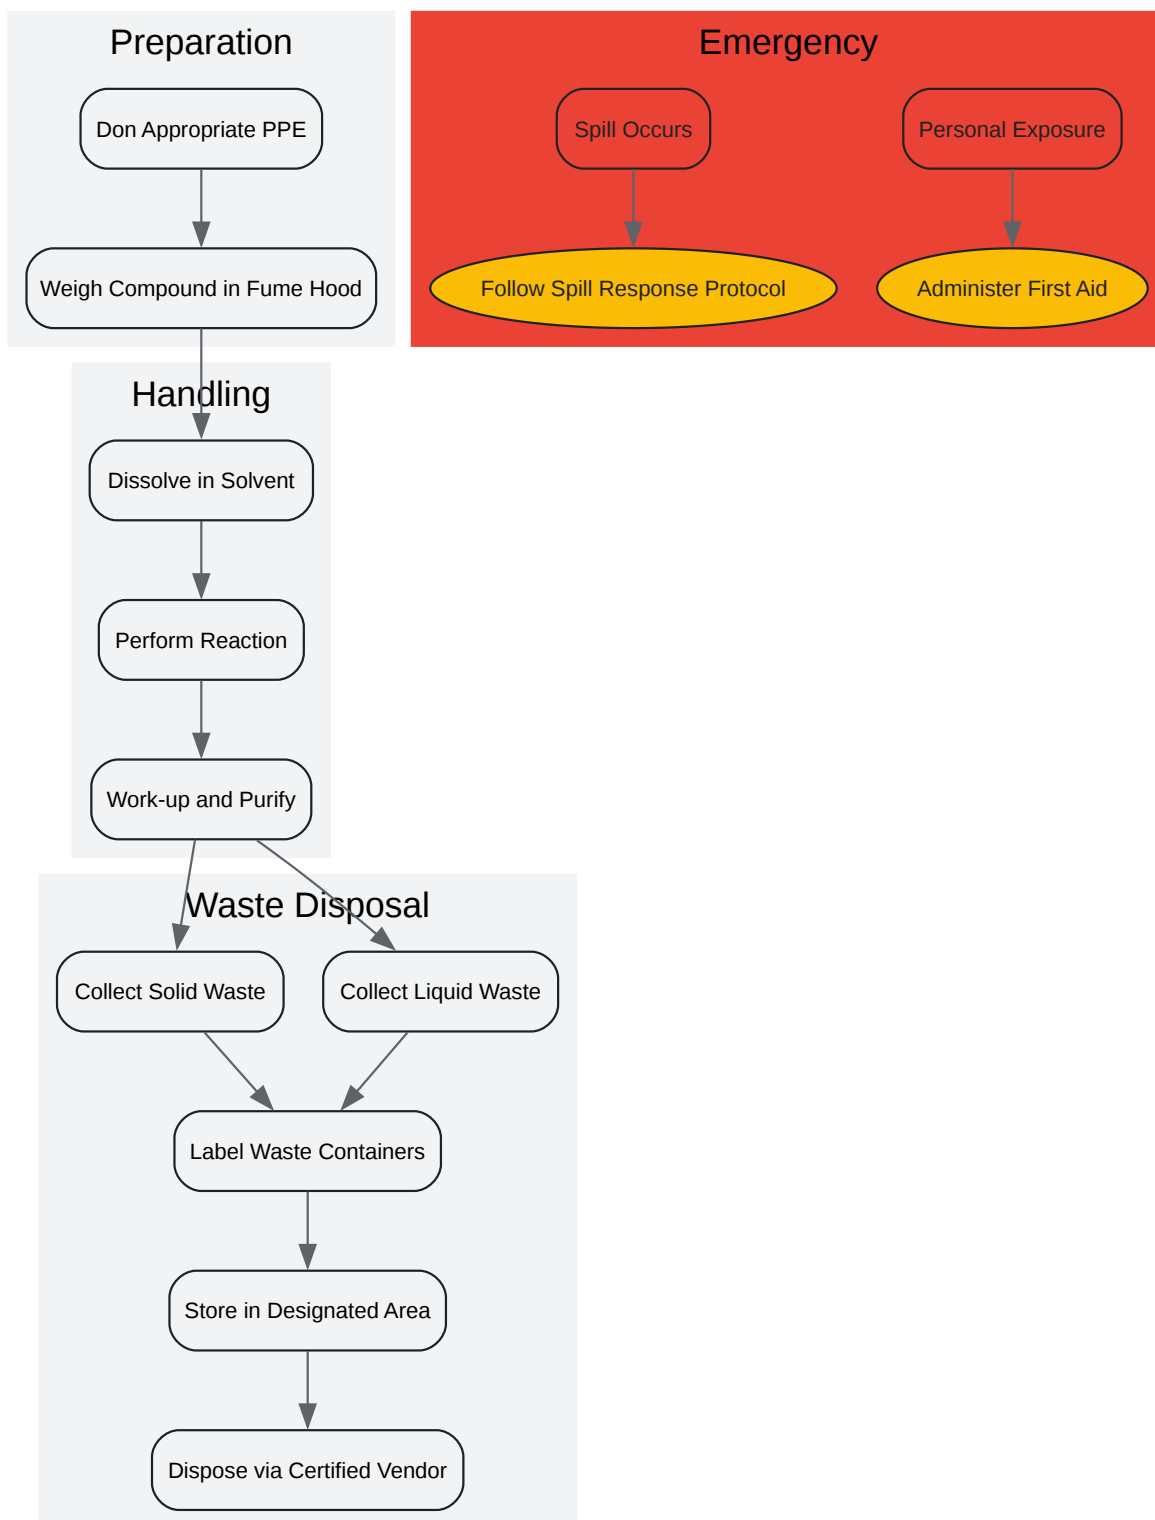 Preparation
Don Appropriate PPE
Weigh Compound in Fume Hood
Emergency
Spill Occurs
Personal Exposure
Follow Spill Response Protocol
Administer First Aid
Handling
Dissolve in Solvent
Perform Reaction
Work-up and Purify
Waste Disposal
Collect Solid Waste
Collect Liquid Waste
Label Waste Containers
Store in Designated Area
Dispose via Certified Vendor